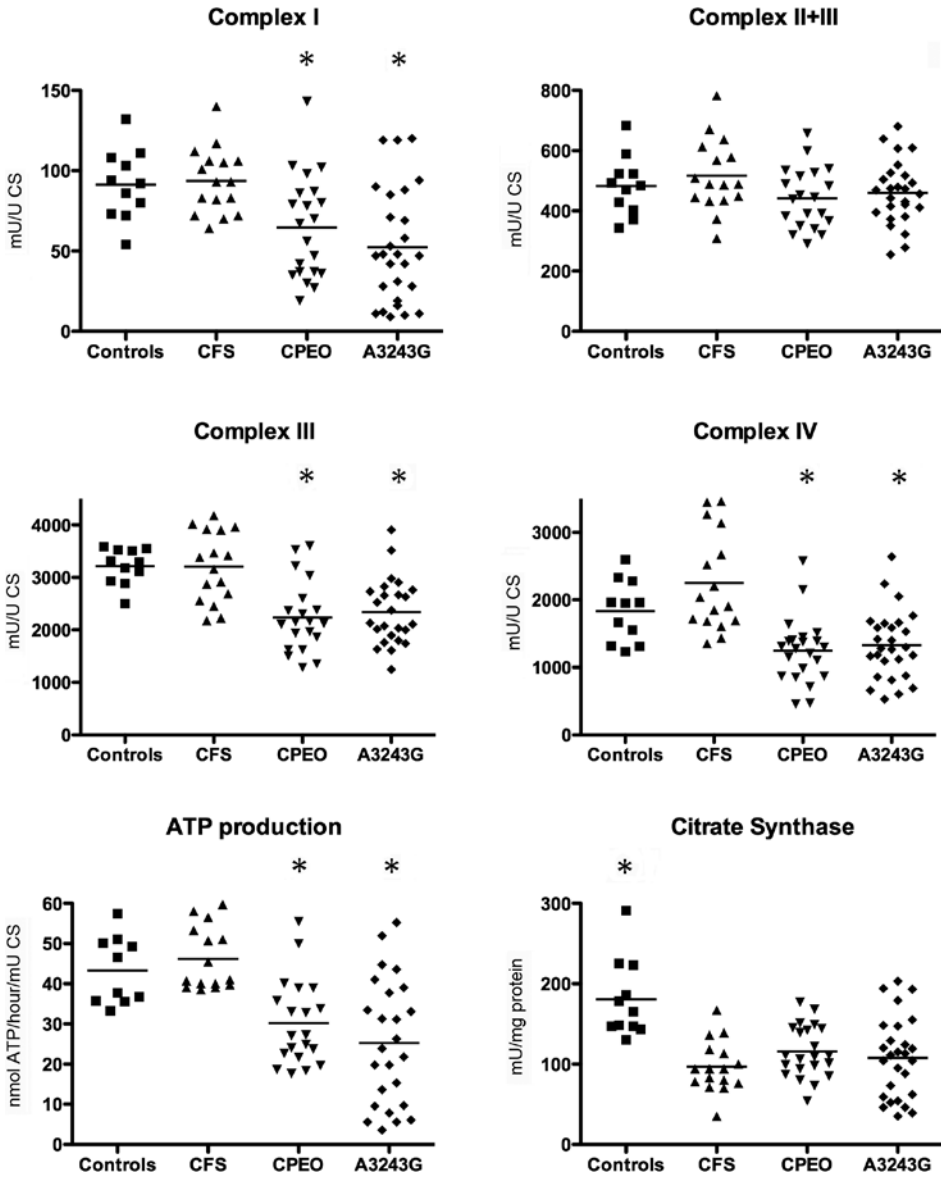 Complex I
* *
mU/U CS
150
100
50
0
Controls CFS CPEO A3243G
Complex II+III
mU/U CS
800
600
400
200
0
Controls CFS CPEO A3243G
Complex III
* *
mU/U CS
4000
3000
2000
1000
0
Controls CFS CPEO A3243G
Complex IV
* *
mU/U CS
3000
2000
1000
0
Controls CFS CPEO A3243G
ATP production
* *
nmol ATP/hour/mU CS
60
50
40
30
20
10
0
Controls CFS CPEO A3243G
Citrate Synthase
*
mU/mg protein
300
200
100
0
Controls CFS CPEO A3243G